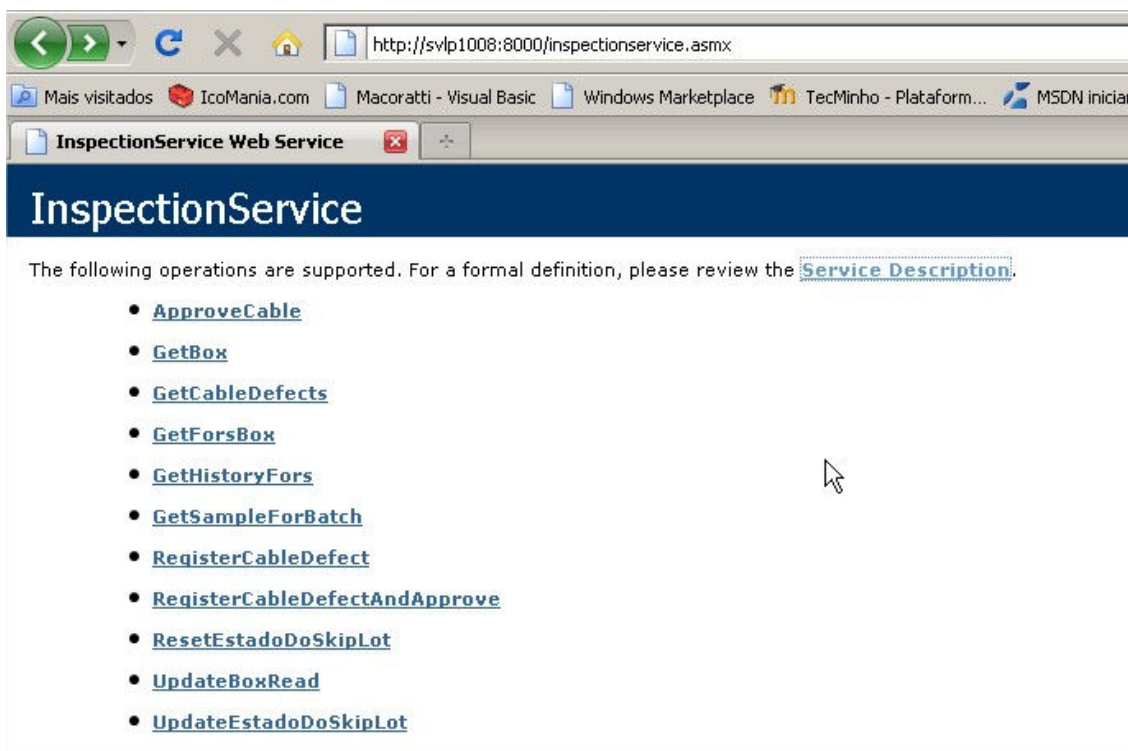 http://svlp1008:8000/inspectionservice.asmx
Mais visitados IcoMania.com Macoratti - Visual Basic Windows Marketplace TecMinho - Plataform... MSDN iniciar
InspectionService Web Service
InspectionService
The following operations are supported. For a formal definition, please review the Service Description.
ApproveCable
GetBox
GetCableDefects
GetForsBox
GetHistoryFors
GetSampleForBatch
RegisterCableDefect
RegisterCableDefectAndApprove
ResetEstadoDoSkipLot
UpdateBoxRead
UpdateEstadoDoSkipLot